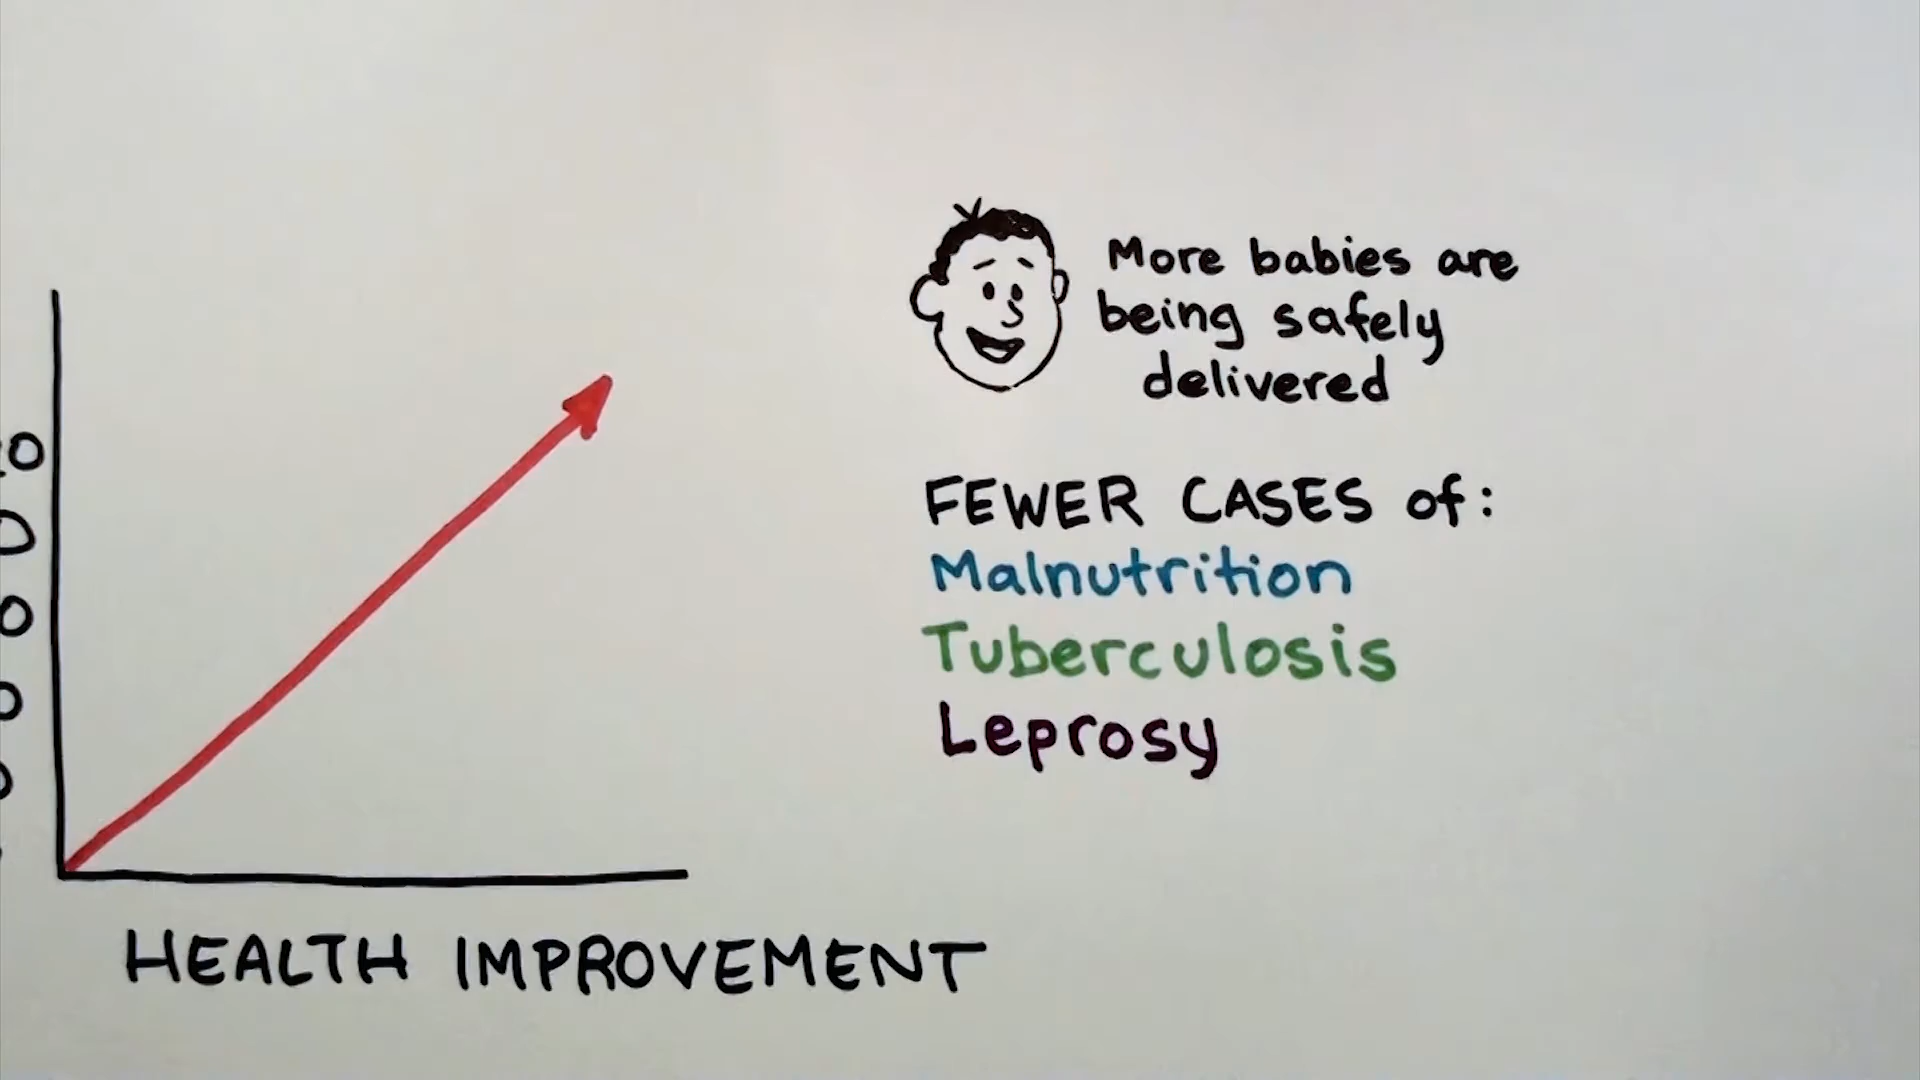 More babies are
being safely
delivered
FEWER CASES of:
Malnutrition
Tuberculosis
Leprosy
HEALTH IMPROVEMENT